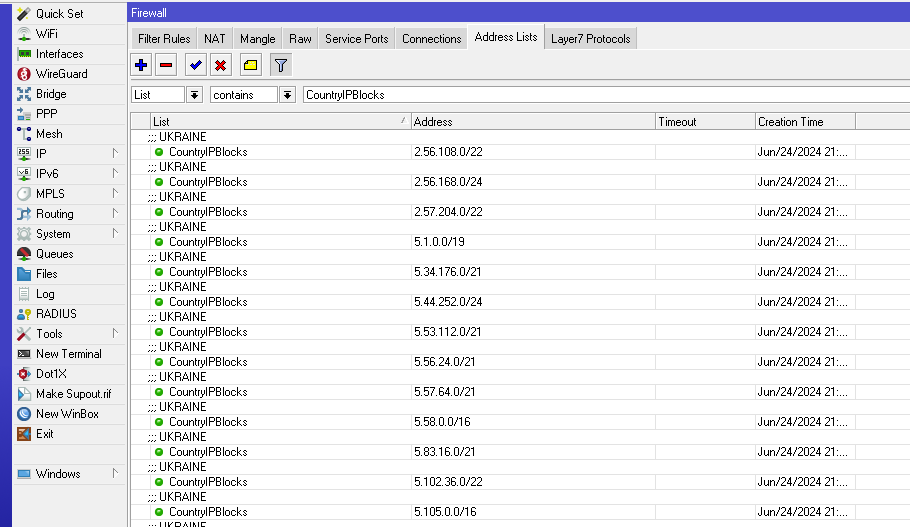 Quick Set
WiFi
Interfaces
WireGuard
Bridge
PPP
Mesh
IP
IPv6
MPLS
Routing
System
Queues
Files
Log
RADIUS
Tools
New Terminal
Dot1X
Make Supout.rif
New WinBox
Exit
Windows
Firewall
Filter Rules NAT Mangle Raw Service Ports Connections Address Lists Layer7 Protocols
List contains CountryIPBlocks
List Address Timeout Creation Time
;;; UKRAINE
CountryIPBlocks 2.56.108.0/22 Jun/24/2024 21:...
;;; UKRAINE
CountryIPBlocks 2.56.168.0/24 Jun/24/2024 21:...
;;; UKRAINE
CountryIPBlocks 2.57.204.0/22 Jun/24/2024 21:...
;;; UKRAINE
CountryIPBlocks 5.1.0.0/19 Jun/24/2024 21:...
;;; UKRAINE
CountryIPBlocks 5.34.176.0/21 Jun/24/2024 21:...
;;; UKRAINE
CountryIPBlocks 5.44.252.0/24 Jun/24/2024 21:...
;;; UKRAINE
CountryIPBlocks 5.53.112.0/21 Jun/24/2024 21:...
;;; UKRAINE
CountryIPBlocks 5.56.24.0/21 Jun/24/2024 21:...
;;; UKRAINE
CountryIPBlocks 5.57.64.0/21 Jun/24/2024 21:...
;;; UKRAINE
CountryIPBlocks 5.58.0.0/16 Jun/24/2024 21:...
;;; UKRAINE
CountryIPBlocks 5.83.16.0/21 Jun/24/2024 21:...
;;; UKRAINE
CountryIPBlocks 5.102.36.0/22 Jun/24/2024 21:...
;;; UKRAINE
CountryIPBlocks 5.105.0.0/16 Jun/24/2024 21:...
;;; UKRAINE